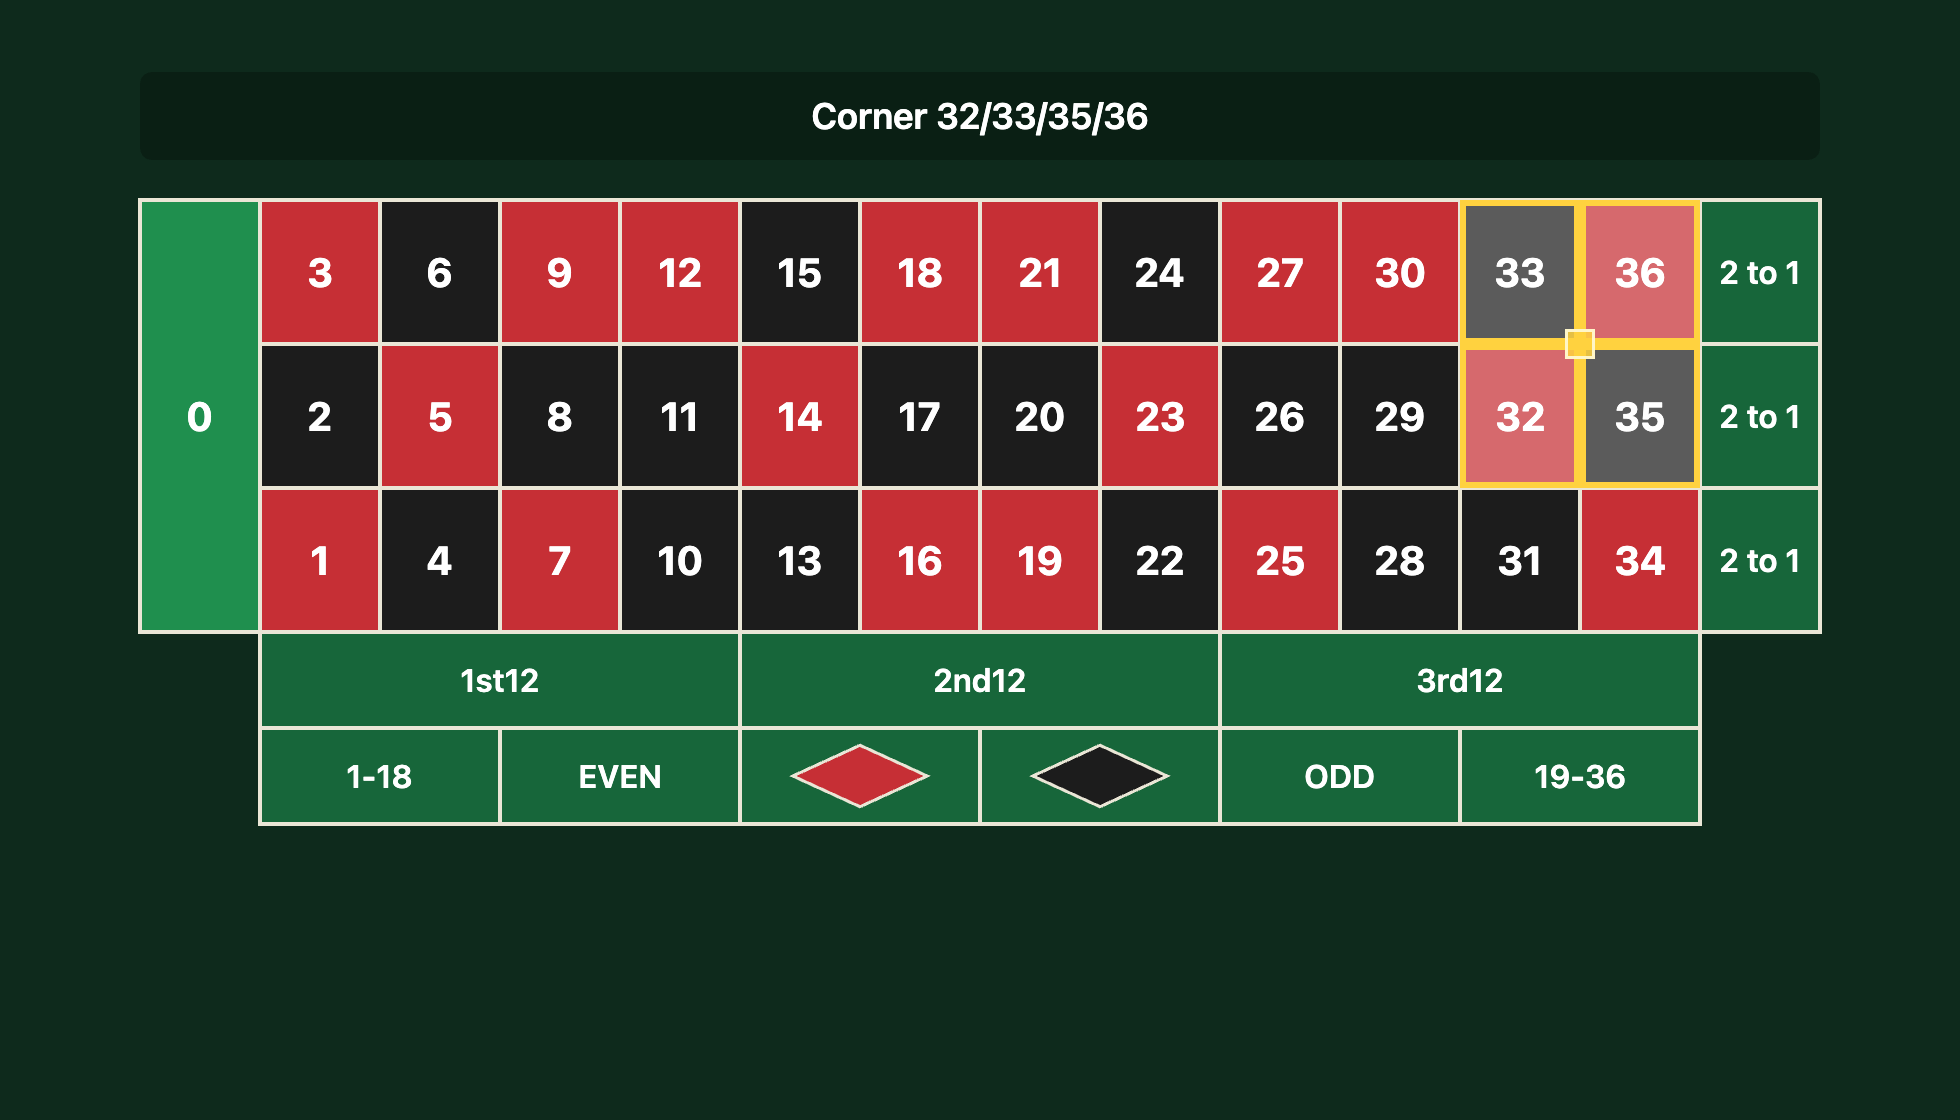 Corner 32/33/35/36
3 6 9 12 15 18 21 24 27 30 33 36 2 to 1
0 2 5 8 11 14 17 20 23 26 29 32 35 2 to 1
1 4 7 10 13 16 19 22 25 28 31 34 2 to 1
1st12 2nd12 3rd12
1-18 EVEN ODD 19-36